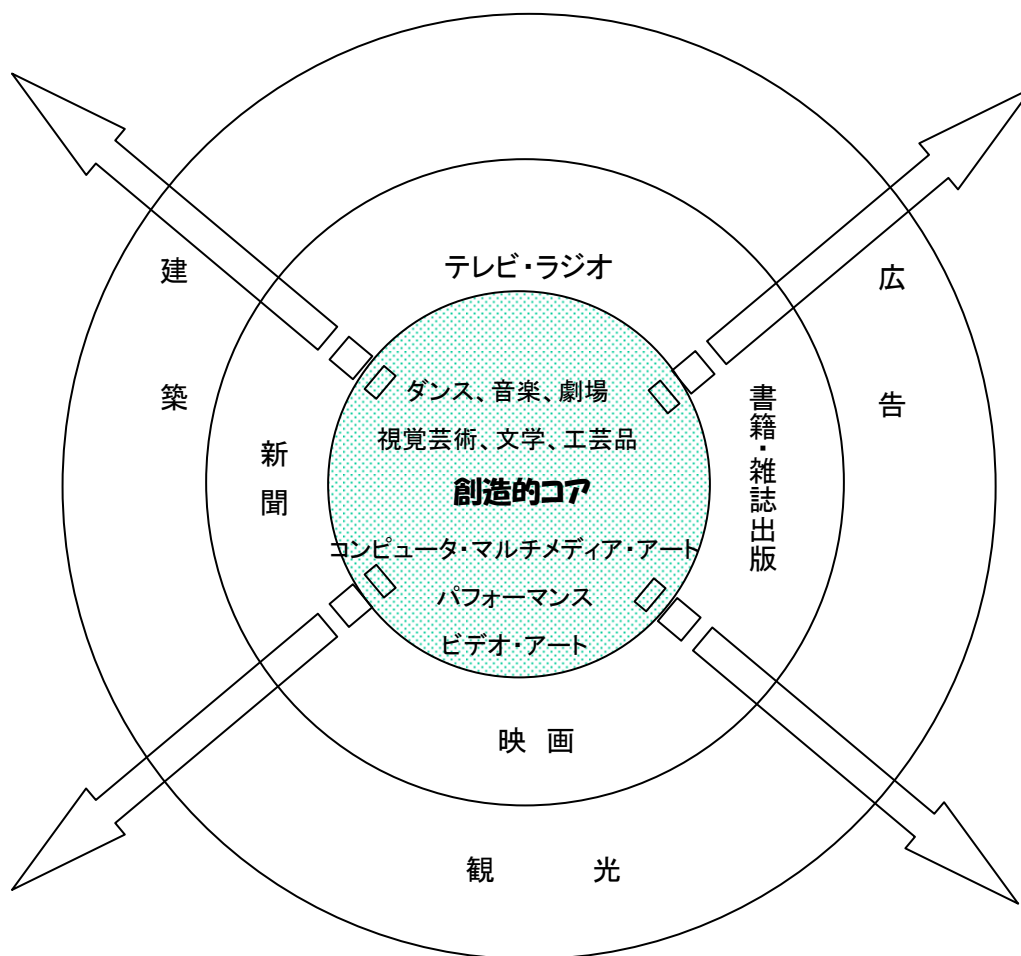 テレビ・ラジオ
建築
広告
ダンス、音楽、劇場
視覚芸術、文学、工芸品
創造的コア
新聞
書籍・雑誌出版
コンピュータ・マルチメディア・アート
パフォーマンス
ビデオ・アート
映 画
観 光